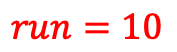 run = 10